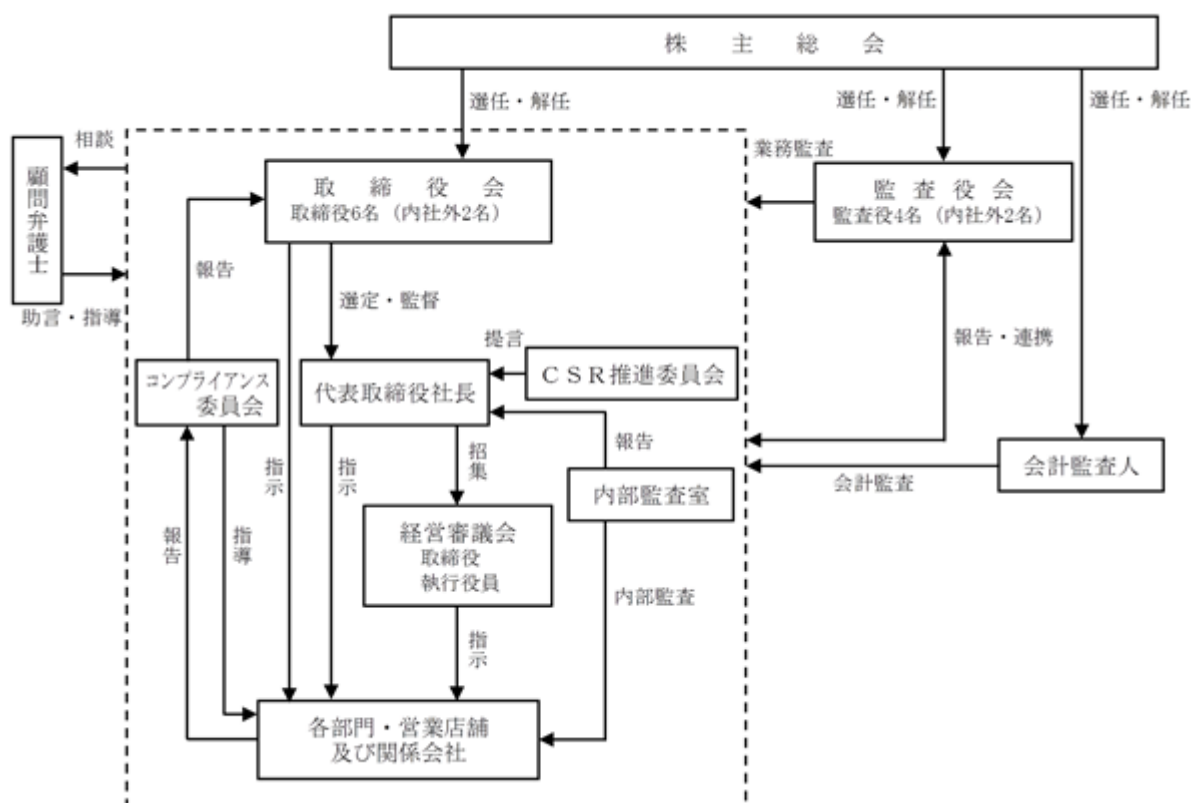 株主総会
選任・解任
選任・解任
選任・解任
相談
顧問弁護士
助言・指導
業務監査
取締役会
取締役6名（内社外2名）
監査役会
監査役4名（内社外2名）
報告
選定・監督
報告・連携
提言
CSR推進委員会
コンプライアンス
委員会
代表取締役社長
報告
招集
指示
指示
会計監査人
会計監査
内部監査室
経営審議会
取締役
執行役員
報告
指導
内部監査
指示
各部門・営業店舗
及び関係会社